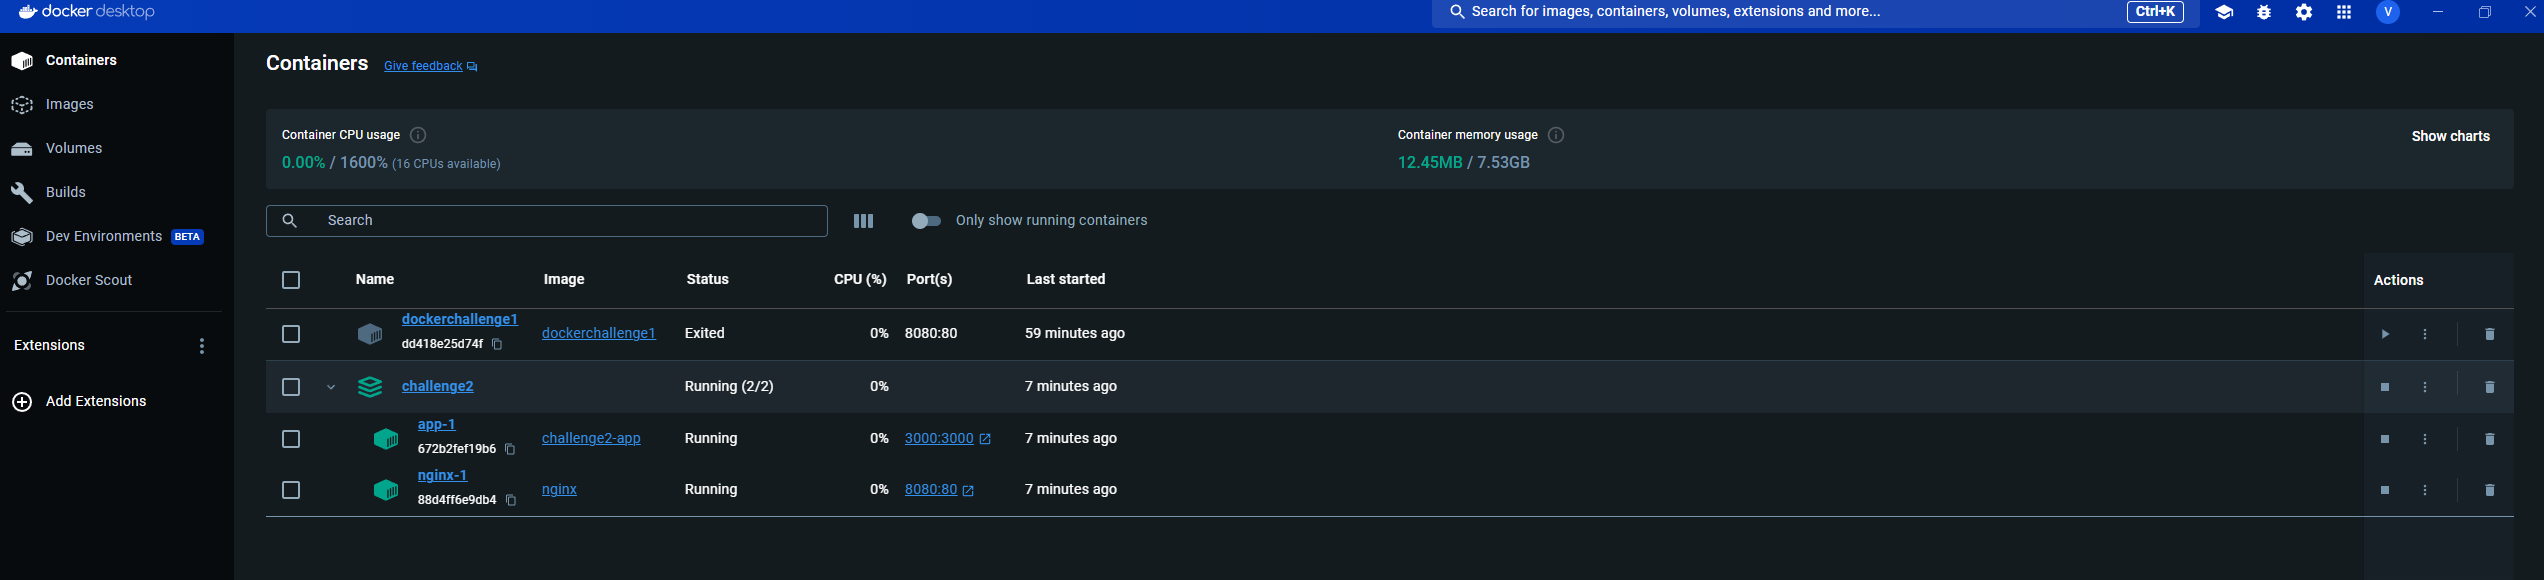 docker desktop
Search for images, containers, volumes, extensions and more...
Ctrl+K
V
Containers
Images
Volumes
Builds
Dev Environments BETA
Docker Scout
Extensions
Add Extensions
Containers Give feedback
Container CPU usage
0.00% / 1600% (16 CPUs available)
Container memory usage
12.45MB / 7.53GB
Show charts
Search
Only show running containers
Name Image Status CPU (%) Port(s) Last started Actions
dockerchallenge1
dd418e25d74f
dockerchallenge1 Exited 0% 8080:80 59 minutes ago
challenge2 Running (2/2) 0% 7 minutes ago
app-1
672b2fef19b6
challenge2-app Running 0% 3000:3000 7 minutes ago
nginx-1
88d4ff6e9db4
nginx Running 0% 8080:80 7 minutes ago